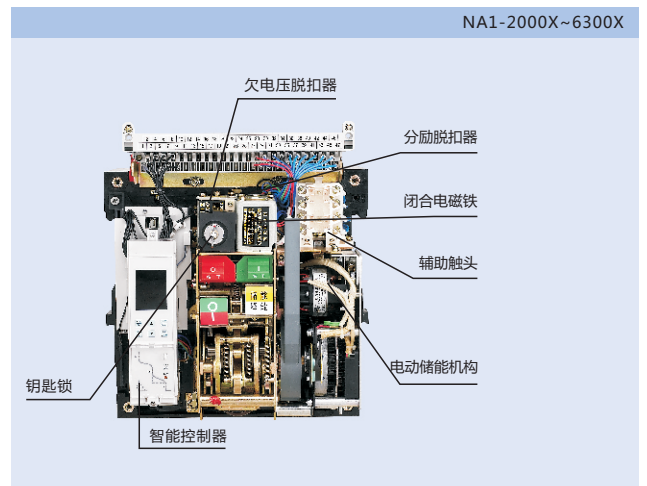 NA1-2000X~6300X
欠电压脱扣器
分励脱扣器
闭合电磁铁
辅助触头
电动储能机构
钥匙锁
智能控制器